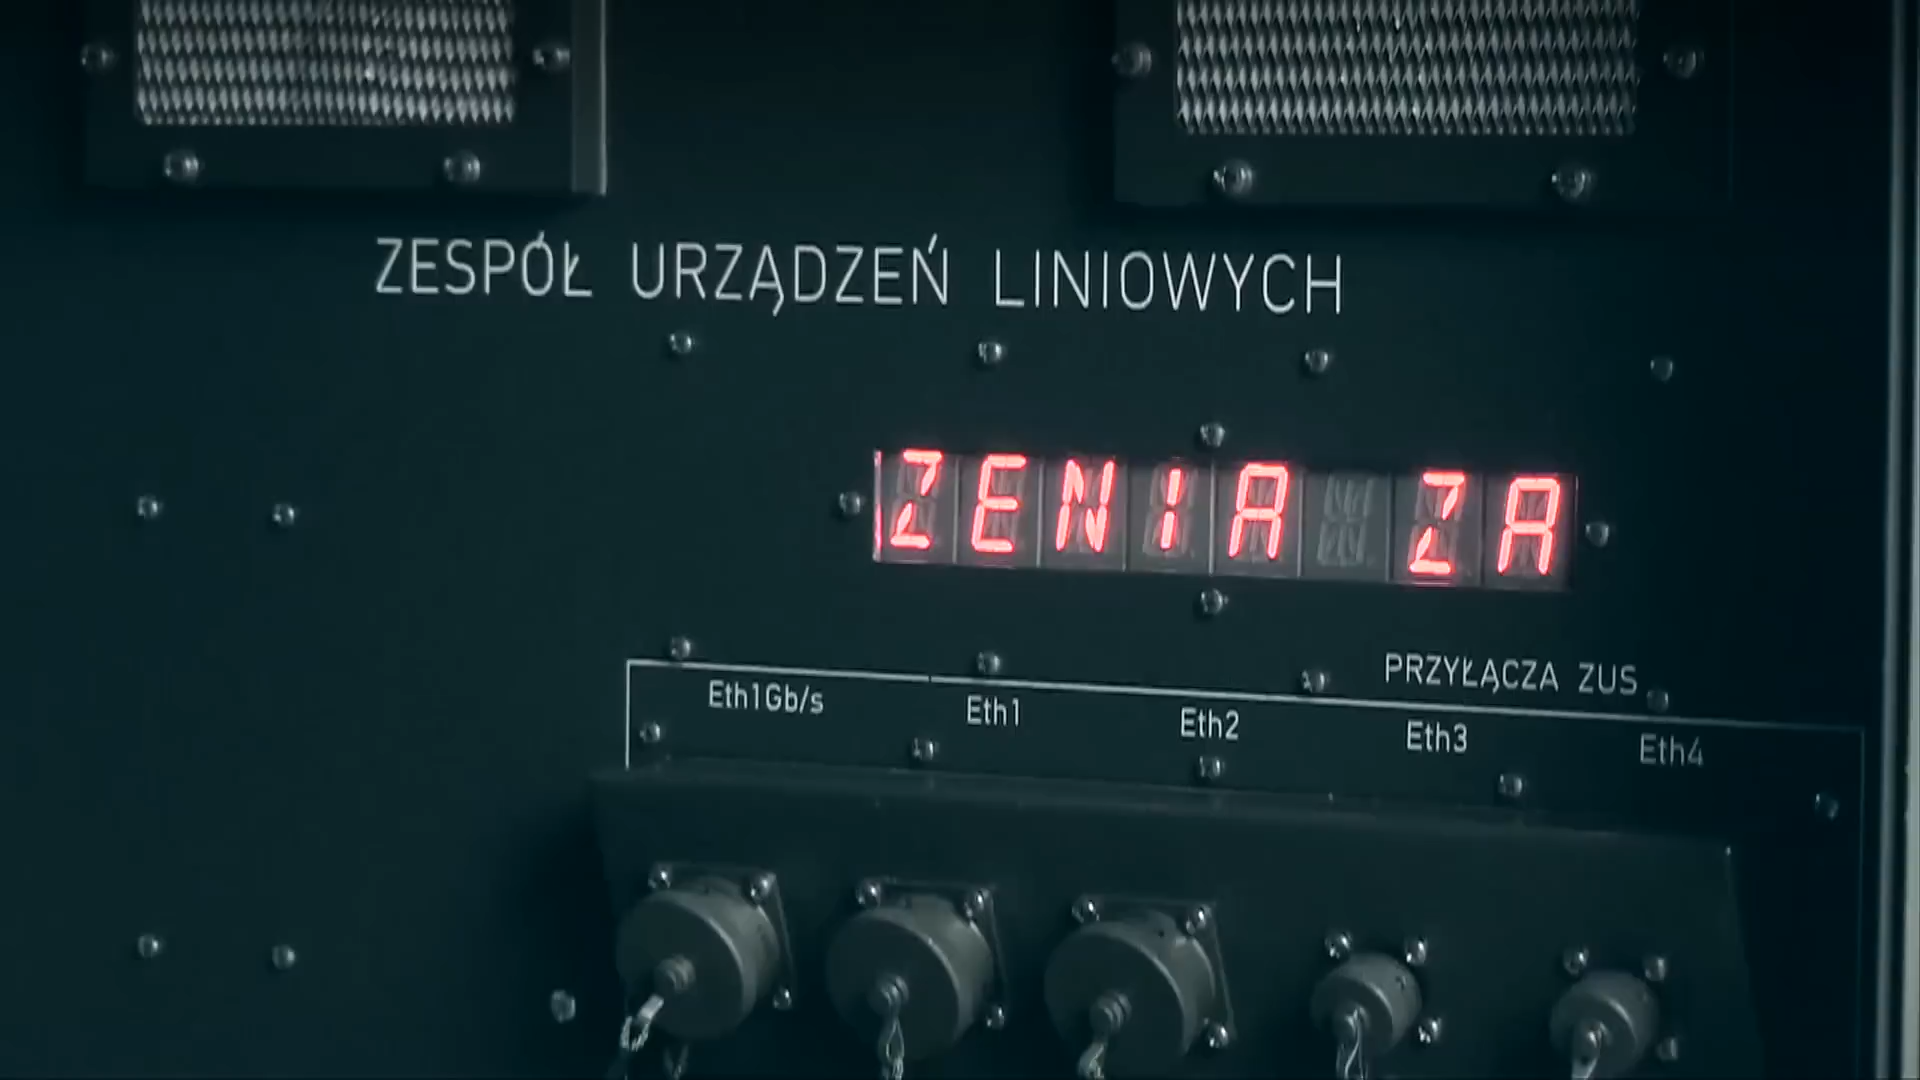 ZESPÓŁ URZĄDZEŃ LINIOWYCH
ZENIA ZA
PRZYŁĄCZA ZUS
Eth1Gb/s Eth1 Eth2 Eth3 Eth4